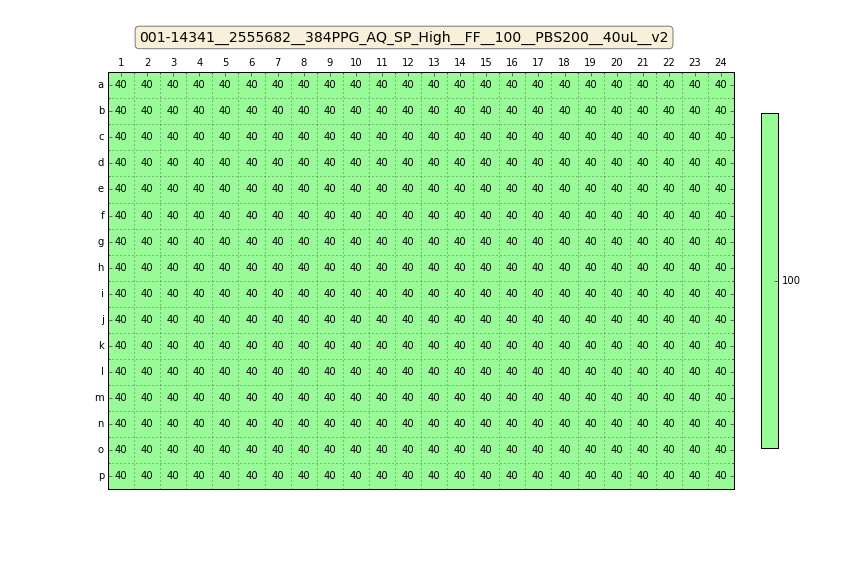 001-14341__2555682__384PPG_AQ_SP_High__FF__100__PBS200__40uL__v2
1 2 3 4 5 6 7 8 9 10 11 12 13 14 15 16 17 18 19 20 21 22 23 24
a 40 40 40 40 40 40 40 40 40 40 40 40 40 40 40 40 40 40 40 40 40 40 40 40
b 40 40 40 40 40 40 40 40 40 40 40 40 40 40 40 40 40 40 40 40 40 40 40 40
c 40 40 40 40 40 40 40 40 40 40 40 40 40 40 40 40 40 40 40 40 40 40 40 40
d 40 40 40 40 40 40 40 40 40 40 40 40 40 40 40 40 40 40 40 40 40 40 40 40
e 40 40 40 40 40 40 40 40 40 40 40 40 40 40 40 40 40 40 40 40 40 40 40 40
f 40 40 40 40 40 40 40 40 40 40 40 40 40 40 40 40 40 40 40 40 40 40 40 40
g 40 40 40 40 40 40 40 40 40 40 40 40 40 40 40 40 40 40 40 40 40 40 40 40
h 40 40 40 40 40 40 40 40 40 40 40 40 40 40 40 40 40 40 40 40 40 40 40 40
i 40 40 40 40 40 40 40 40 40 40 40 40 40 40 40 40 40 40 40 40 40 40 40 40
j 40 40 40 40 40 40 40 40 40 40 40 40 40 40 40 40 40 40 40 40 40 40 40 40
k 40 40 40 40 40 40 40 40 40 40 40 40 40 40 40 40 40 40 40 40 40 40 40 40
l 40 40 40 40 40 40 40 40 40 40 40 40 40 40 40 40 40 40 40 40 40 40 40 40
m 40 40 40 40 40 40 40 40 40 40 40 40 40 40 40 40 40 40 40 40 40 40 40 40
n 40 40 40 40 40 40 40 40 40 40 40 40 40 40 40 40 40 40 40 40 40 40 40 40
o 40 40 40 40 40 40 40 40 40 40 40 40 40 40 40 40 40 40 40 40 40 40 40 40
p 40 40 40 40 40 40 40 40 40 40 40 40 40 40 40 40 40 40 40 40 40 40 40 40
100